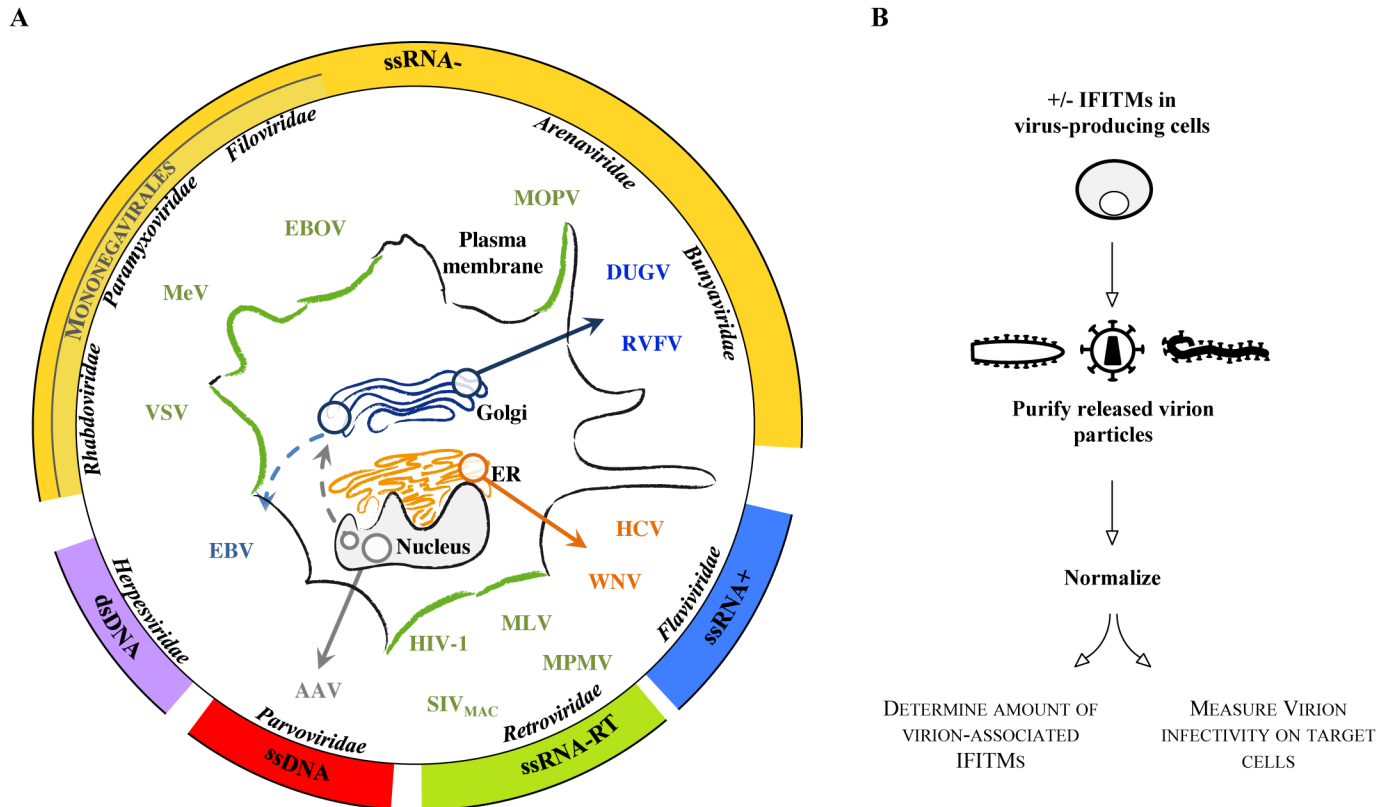 A
ssRNA-
MONONEGAVIRALES
Filoviridae
Arenaviridae
Paramyxoviridae
Bunyaviridae
Rhabdoviridae
MOPV
EBOV
Plasma
membrane
DUGV
MeV
RVFV
VSV
Golgi
ER
HCV
EBV
Nucleus
WNV
MLV
HIV-1
MPMV
AAV
SIVMAC
Herpesviridae
dsDNA
Parvoviridae
ssDNA
Retroviridae
ssRNA-RT
Flaviviridae
ssRNA+
B
+/- IFITMs in
virus-producing cells
Purify released virion
particles
Normalize
DETERMINE AMOUNT OF
VIRION-ASSOCIATED
IFITMS
MEASURE VIRION
INFECTIVITY ON TARGET
CELLS